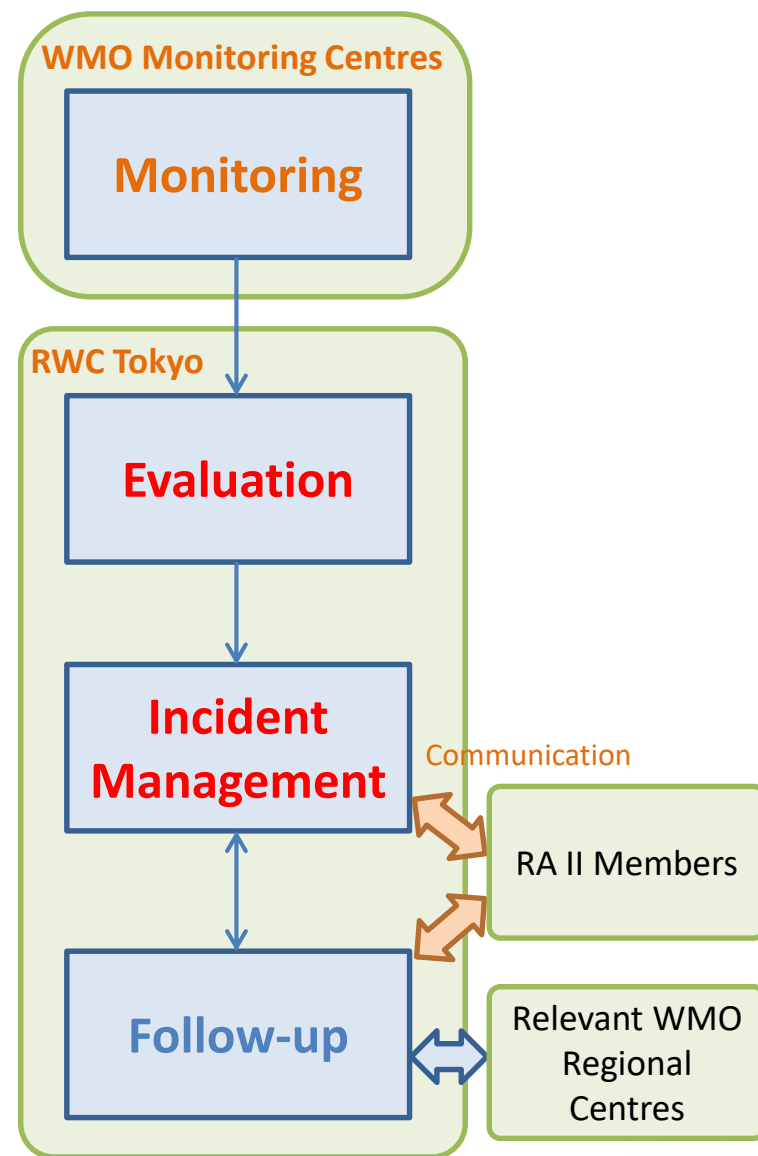 WMO Monitoring Centres
Monitoring
RWC Tokyo
Evaluation
Incident
Management
Communication
RA II Members
Follow-up
Relevant WMO
Regional
Centres